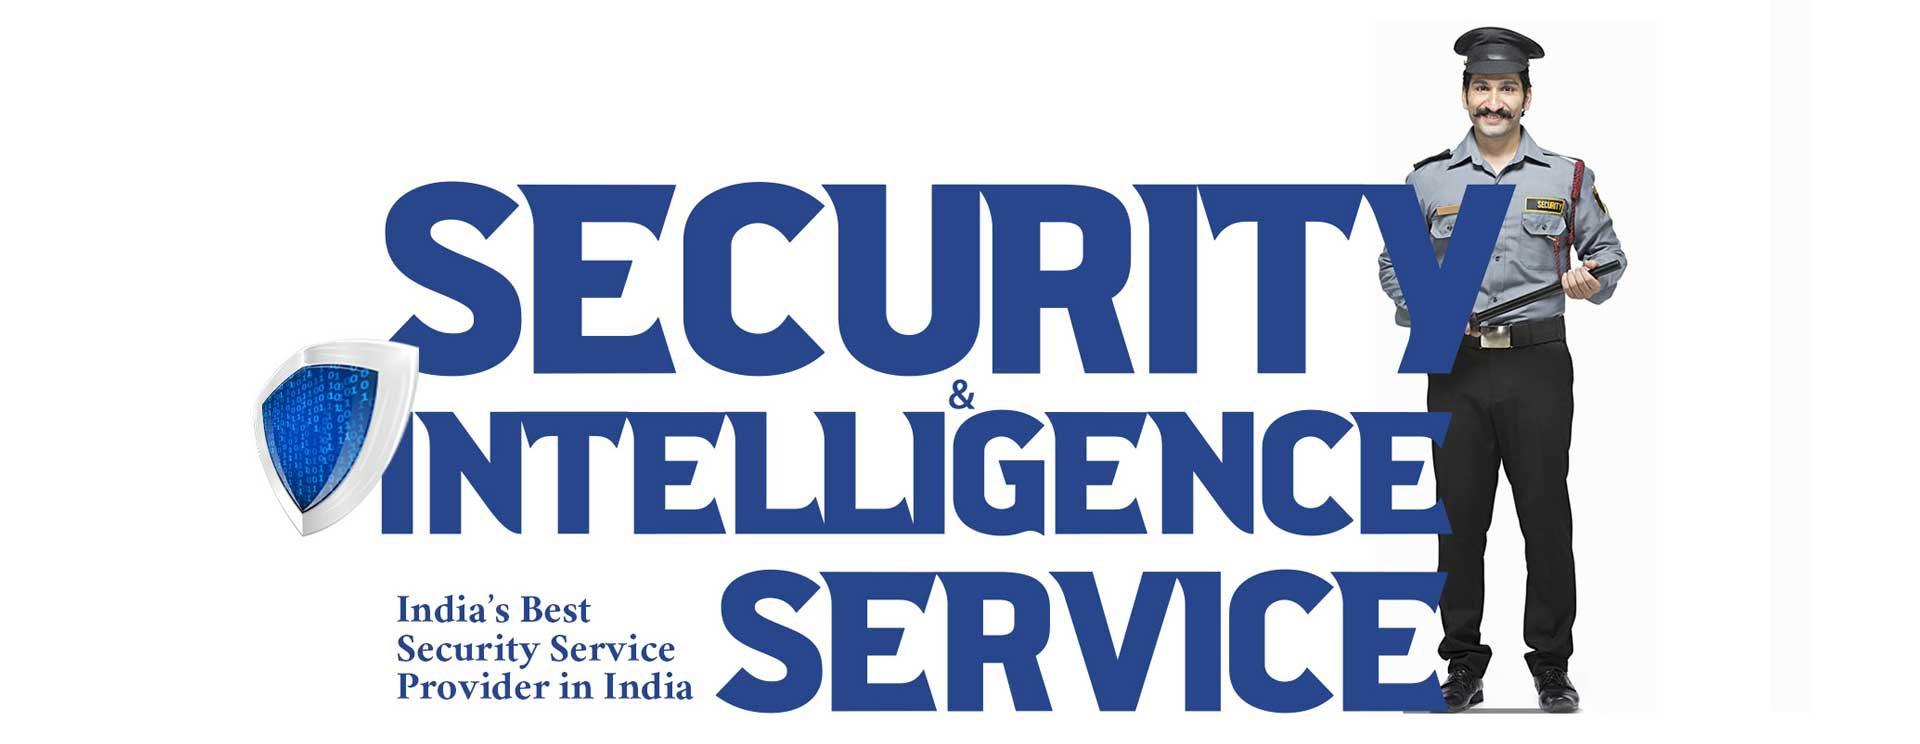 SECURITY
&
INTELLIGENCE
SERVICE
India's Best
Security Service
Provider in India
SECURITY